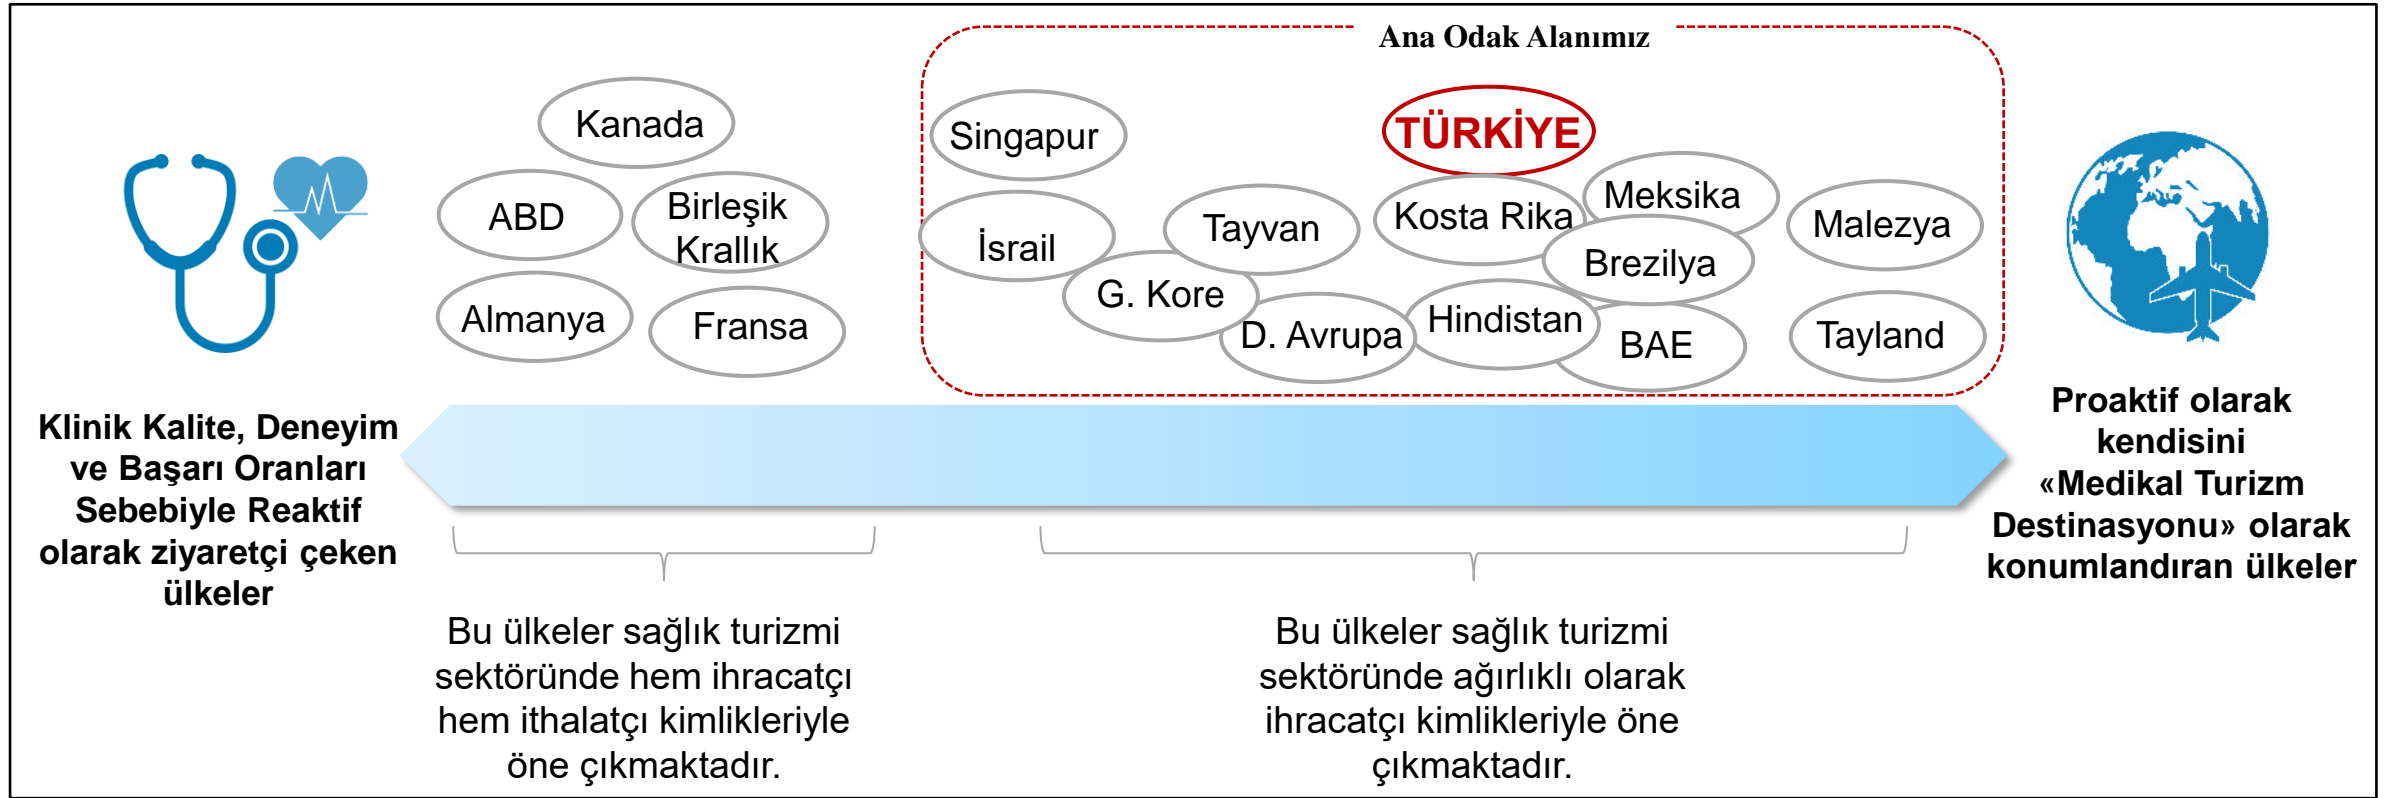 Ana Odak Alanımız
Kanada
ABD
Birleşik
Krallık
Almanya
Fransa
Singapur
İsrail
G. Kore
Tayvan
D. Avrupa
TÜRKİYE
Kosta Rika
Meksika
Brezilya
Hindistan
BAE
Malezya
Tayland
Klinik Kalite, Deneyim
ve Başarı Oranları
Sebebiyle Reaktif
olarak ziyaretçi çeken
ülkeler
Proaktif olarak
kendisini
«Medikal Turizm
Destinasyonu» olarak
konumlandıran ülkeler
Bu ülkeler sağlık turizmi
sektöründe hem ihracatçı
hem ithalatçı kimlikleriyle
öne çıkmaktadır.
Bu ülkeler sağlık turizmi
sektöründe ağırlıklı olarak
ihracatçı kimlikleriyle öne
çıkmaktadır.